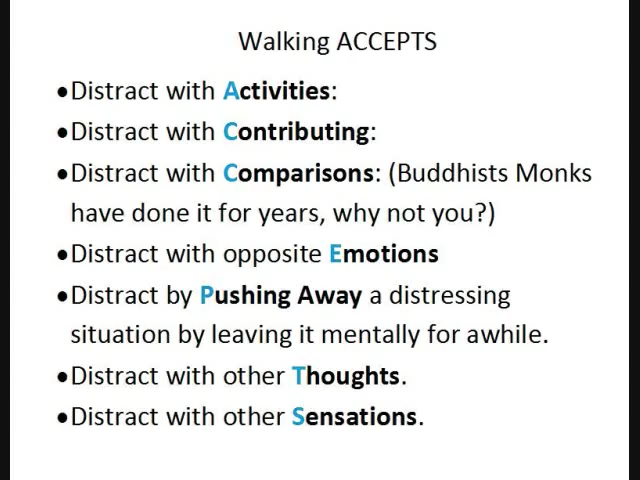 Walking ACCEPTS
•Distract with Activities:
•Distract with Contributing:
•Distract with Comparisons: (Buddhists Monks
have done it for years, why not you?)
•Distract with opposite Emotions
•Distract by Pushing Away a distressing
situation by leaving it mentally for awhile.
•Distract with other Thoughts.
•Distract with other Sensations.